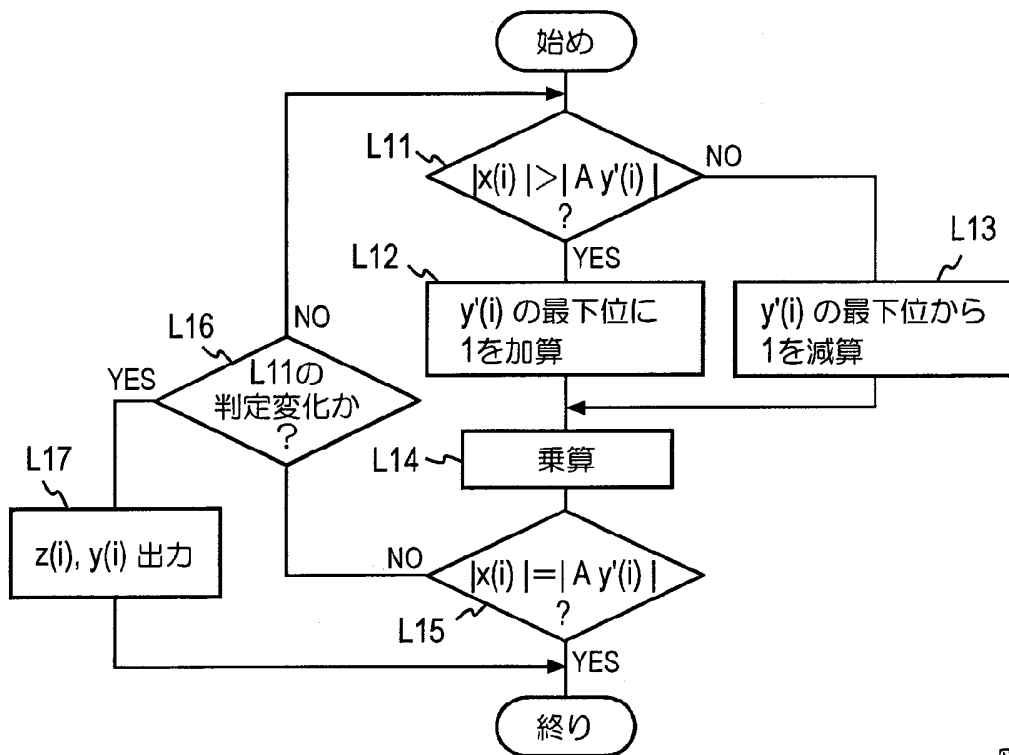 始め
L11
|x(i) |>| A y'(i) |
?
NO
YES
L12
y'(i) の最下位に
1を加算
L13
y'(i) の最下位から
1を減算
L16
NO
YES
L11の
判定変化か
?
L14
乗算
L17
z(i), y(i) 出力
NO
|x(i) |=| A y'(i) |
?
L15
YES
終り